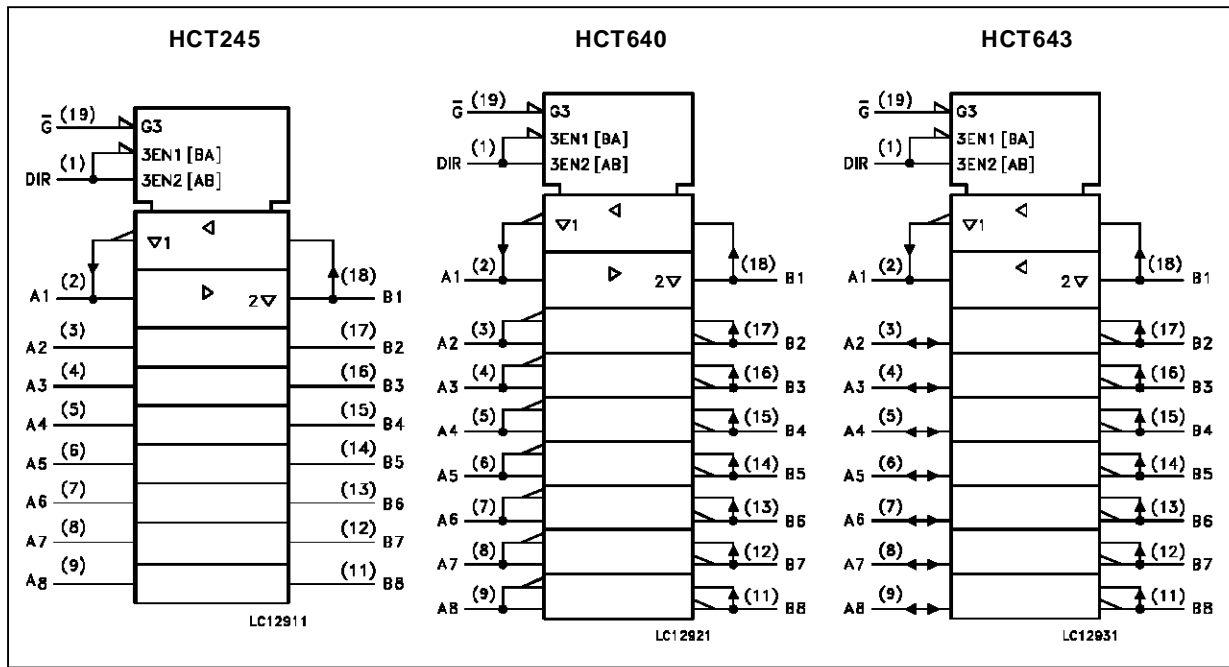 HCT245
G̅ (19) G3
(1) 3EN1 [BA]
DIR 3EN2 [AB]
▽1 ◁
A1 (2) ▷ 2▽ (18) B1
A2 (3) (17) B2
A3 (4) (16) B3
A4 (5) (15) B4
A5 (6) (14) B5
A6 (7) (13) B6
A7 (8) (12) B7
A8 (9) (11) B8
LC12911
HCT640
G̅ (19) G3
(1) 3EN1 [BA]
DIR 3EN2 [AB]
▽1 ◁
A1 (2) ▷ 2▽ (18) B1
A2 (3) (17) B2
A3 (4) (16) B3
A4 (5) (15) B4
A5 (6) (14) B5
A6 (7) (13) B6
A7 (8) (12) B7
A8 (9) (11) B8
LC12921
HCT643
G̅ (19) G3
(1) 3EN1 [BA]
DIR 3EN2 [AB]
▽1 ◁
A1 (2) ◁ 2▽ (18) B1
A2 (3) (17) B2
A3 (4) (16) B3
A4 (5) (15) B4
A5 (6) (14) B5
A6 (7) (13) B6
A7 (8) (12) B7
A8 (9) (11) B8
LC12931